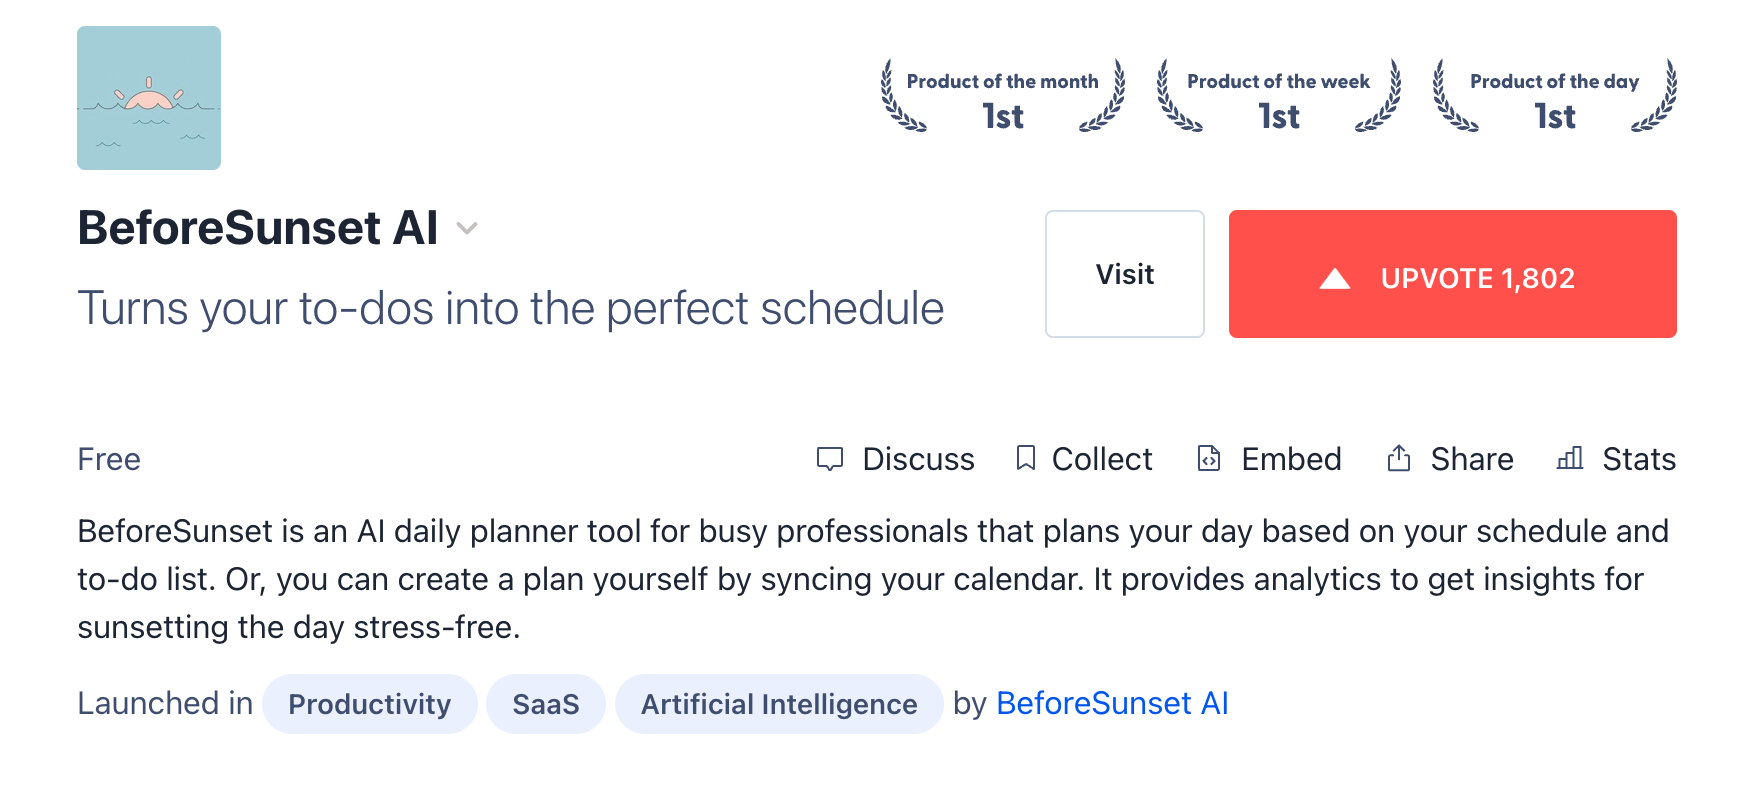 Product of the month
1st
Product of the week
1st
Product of the day
1st
BeforeSunset AI
Turns your to-dos into the perfect schedule
Visit
UPVOTE 1,802
Free
Discuss
Collect
Embed
Share
Stats
BeforeSunset is an AI daily planner tool for busy professionals that plans your day based on your schedule and
to-do list. Or, you can create a plan yourself by syncing your calendar. It provides analytics to get insights for
sunsetting the day stress-free.
Launched in Productivity SaaS Artificial Intelligence by BeforeSunset AI